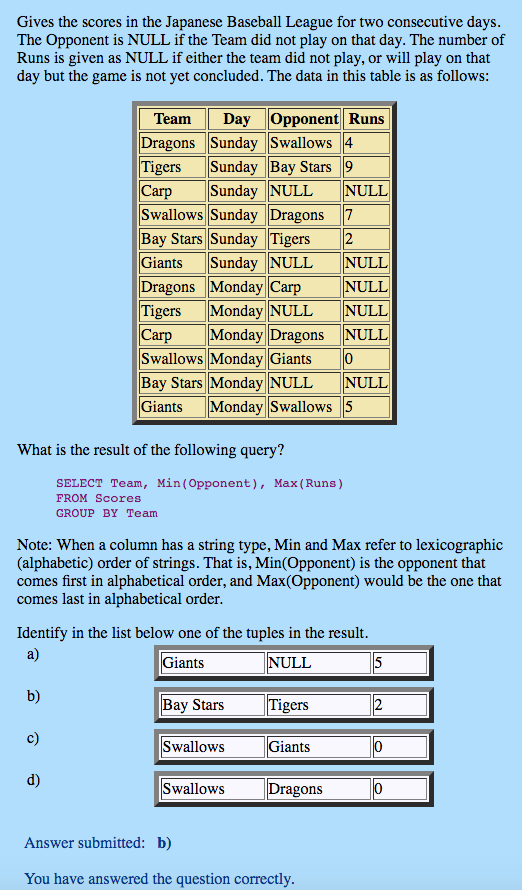 Gives the scores in the Japanese Baseball League for two consecutive days.
The Opponent is NULL if the Team did not play on that day. The number of
Runs is given as NULL if either the team did not play, or will play on that
day but the game is not yet concluded. The data in this table is as follows:
Team Day Opponent Runs
Dragons Sunday Swallows 4
Tigers Sunday Bay Stars 9
Carp Sunday NULL NULL
Swallows Sunday Dragons 7
Bay Stars Sunday Tigers 2
Giants Sunday NULL NULL
Dragons Monday Carp NULL
Tigers Monday NULL NULL
Carp Monday Dragons NULL
Swallows Monday Giants 0
Bay Stars Monday NULL NULL
Giants Monday Swallows 5
What is the result of the following query?
SELECT Team, Min(Opponent), Max(Runs)
FROM Scores
GROUP BY Team
Note: When a column has a string type, Min and Max refer to lexicographic
(alphabetic) order of strings. That is, Min(Opponent) is the opponent that
comes first in alphabetical order, and Max(Opponent) would be the one that
comes last in alphabetical order.
Identify in the list below one of the tuples in the result.
a) Giants NULL 5
b) Bay Stars Tigers 2
c) Swallows Giants 0
d) Swallows Dragons 0
Answer submitted: b)
You have answered the question correctly.